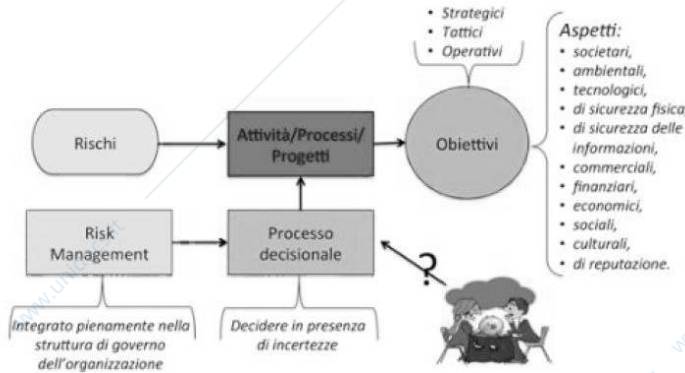 • Strategici
• Tattici
• Operativi
Aspetti:
• societari,
• ambientali,
• tecnologici,
• di sicurezza fisica
• di sicurezza delle
informazioni,
• commerciali,
• finanziari,
• economici,
• sociali,
• culturali,
• di reputazione.
Rischi
Attività/Processi/
Progetti
Obiettivi
Risk
Management
Processo
decisionale
?
Integrato pienamente nella
struttura di governo
dell'organizzazione
Decidere in presenza
di incertezze